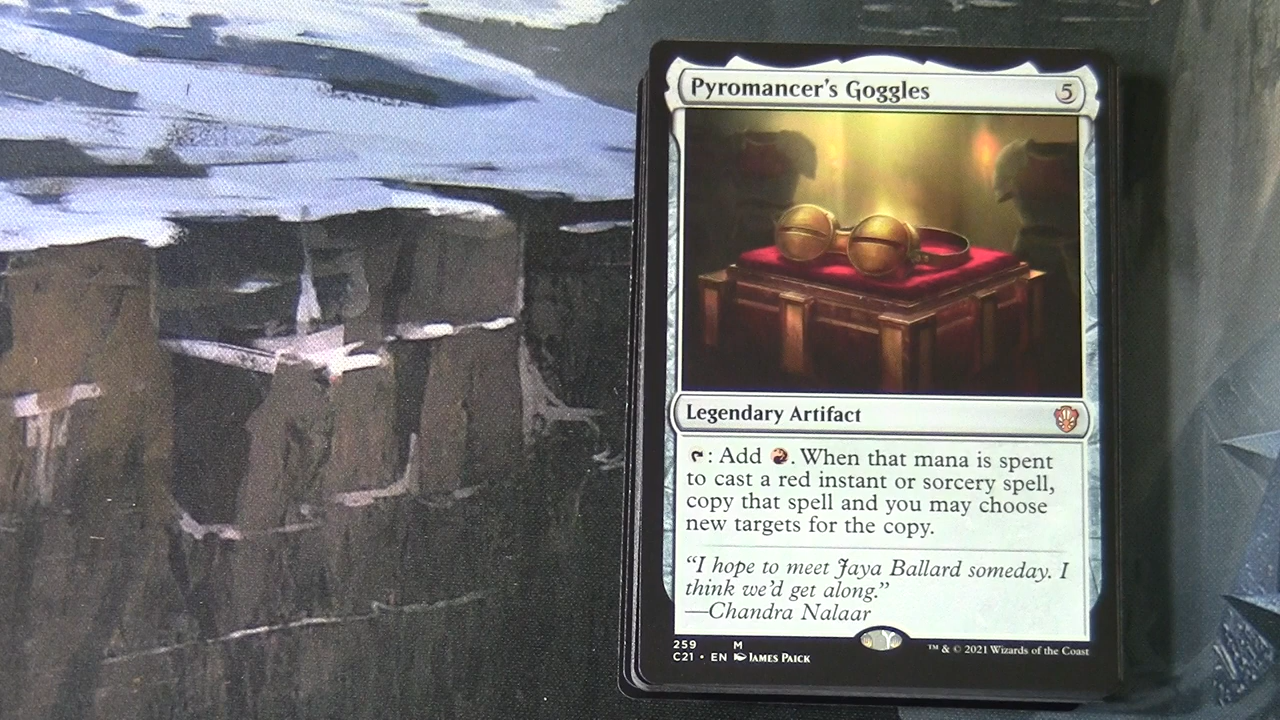 Pyromancer's Goggles 5
Legendary Artifact
: Add . When that mana is spent
to cast a red instant or sorcery spell,
copy that spell and you may choose
new targets for the copy.
“I hope to meet Jaya Ballard someday. I
think we'd get along.”
—Chandra Nalaar
259 M
C21 • EN James Paick
™ & © 2021 Wizards of the Coast